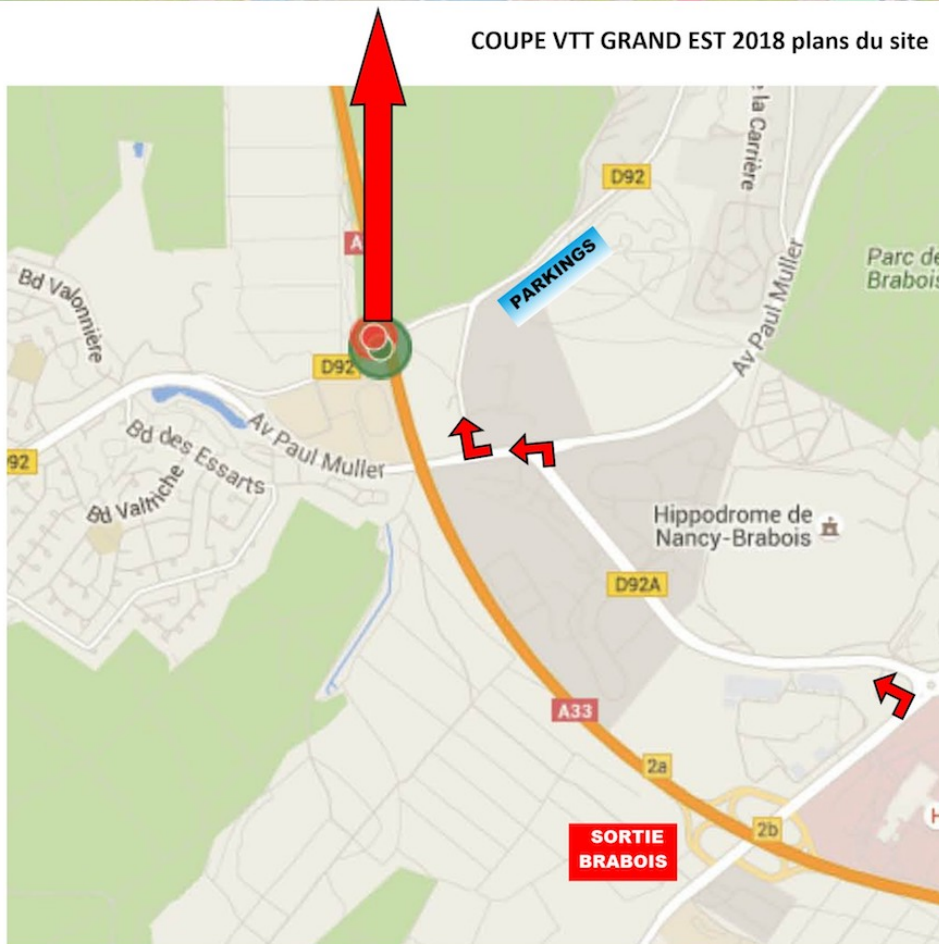 COUPE VTT GRAND EST 2018 plans du site
la Carrière
D92
A
PARKINGS
Parc de
Brabois
Bd Valonnière
Av Paul Muller
D92
Av Paul Muller
Bd des Essarts
92
Bd Valtriche
Hippodrome de
Nancy-Brabois
D92A
A33
2a
2b
SORTIE
BRABOIS
H